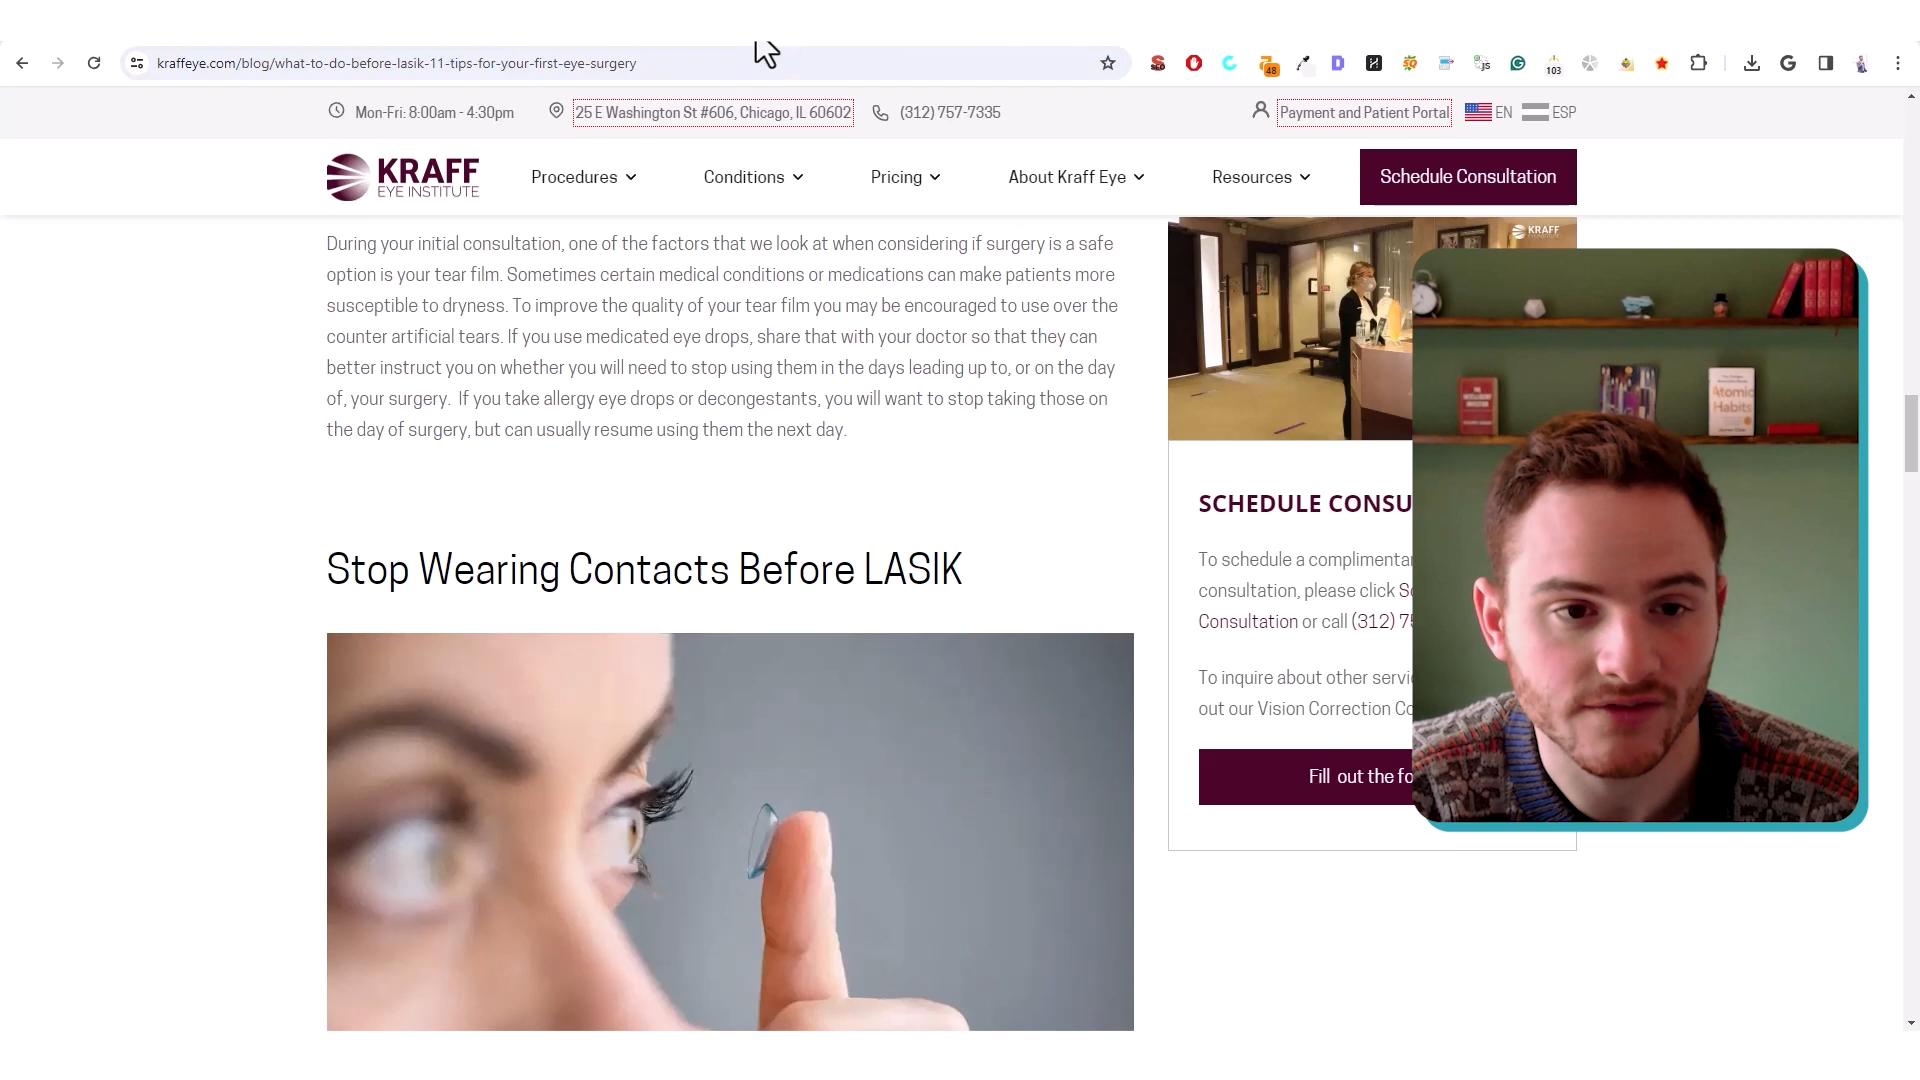 kraffeye.com/blog/what-to-do-before-lasik-11-tips-for-your-first-eye-surgery
48
103
Mon-Fri: 8:00am - 4:30pm
25 E Washington St #606, Chicago, IL 60602
(312) 757-7335
Payment and Patient Portal
EN
ESP
KRAFF
EYE INSTITUTE
Procedures
Conditions
Pricing
About Kraff Eye
Resources
Schedule Consultation
During your initial consultation, one of the factors that we look at when considering if surgery is a safe
option is your tear film. Sometimes certain medical conditions or medications can make patients more
susceptible to dryness. To improve the quality of your tear film you may be encouraged to use over the
counter artificial tears. If you use medicated eye drops, share that with your doctor so that they can
better instruct you on whether you will need to stop using them in the days leading up to, or on the day
of, your surgery. If you take allergy eye drops or decongestants, you will want to stop taking those on
the day of surgery, but can usually resume using them the next day.
Stop Wearing Contacts Before LASIK
KRAFF
SCHEDULE CONSU
To schedule a complimentar
consultation, please click S
Consultation or call (312) 75
To inquire about other servi
out our Vision Correction Co
Fill out the fo
Atomic
Habits